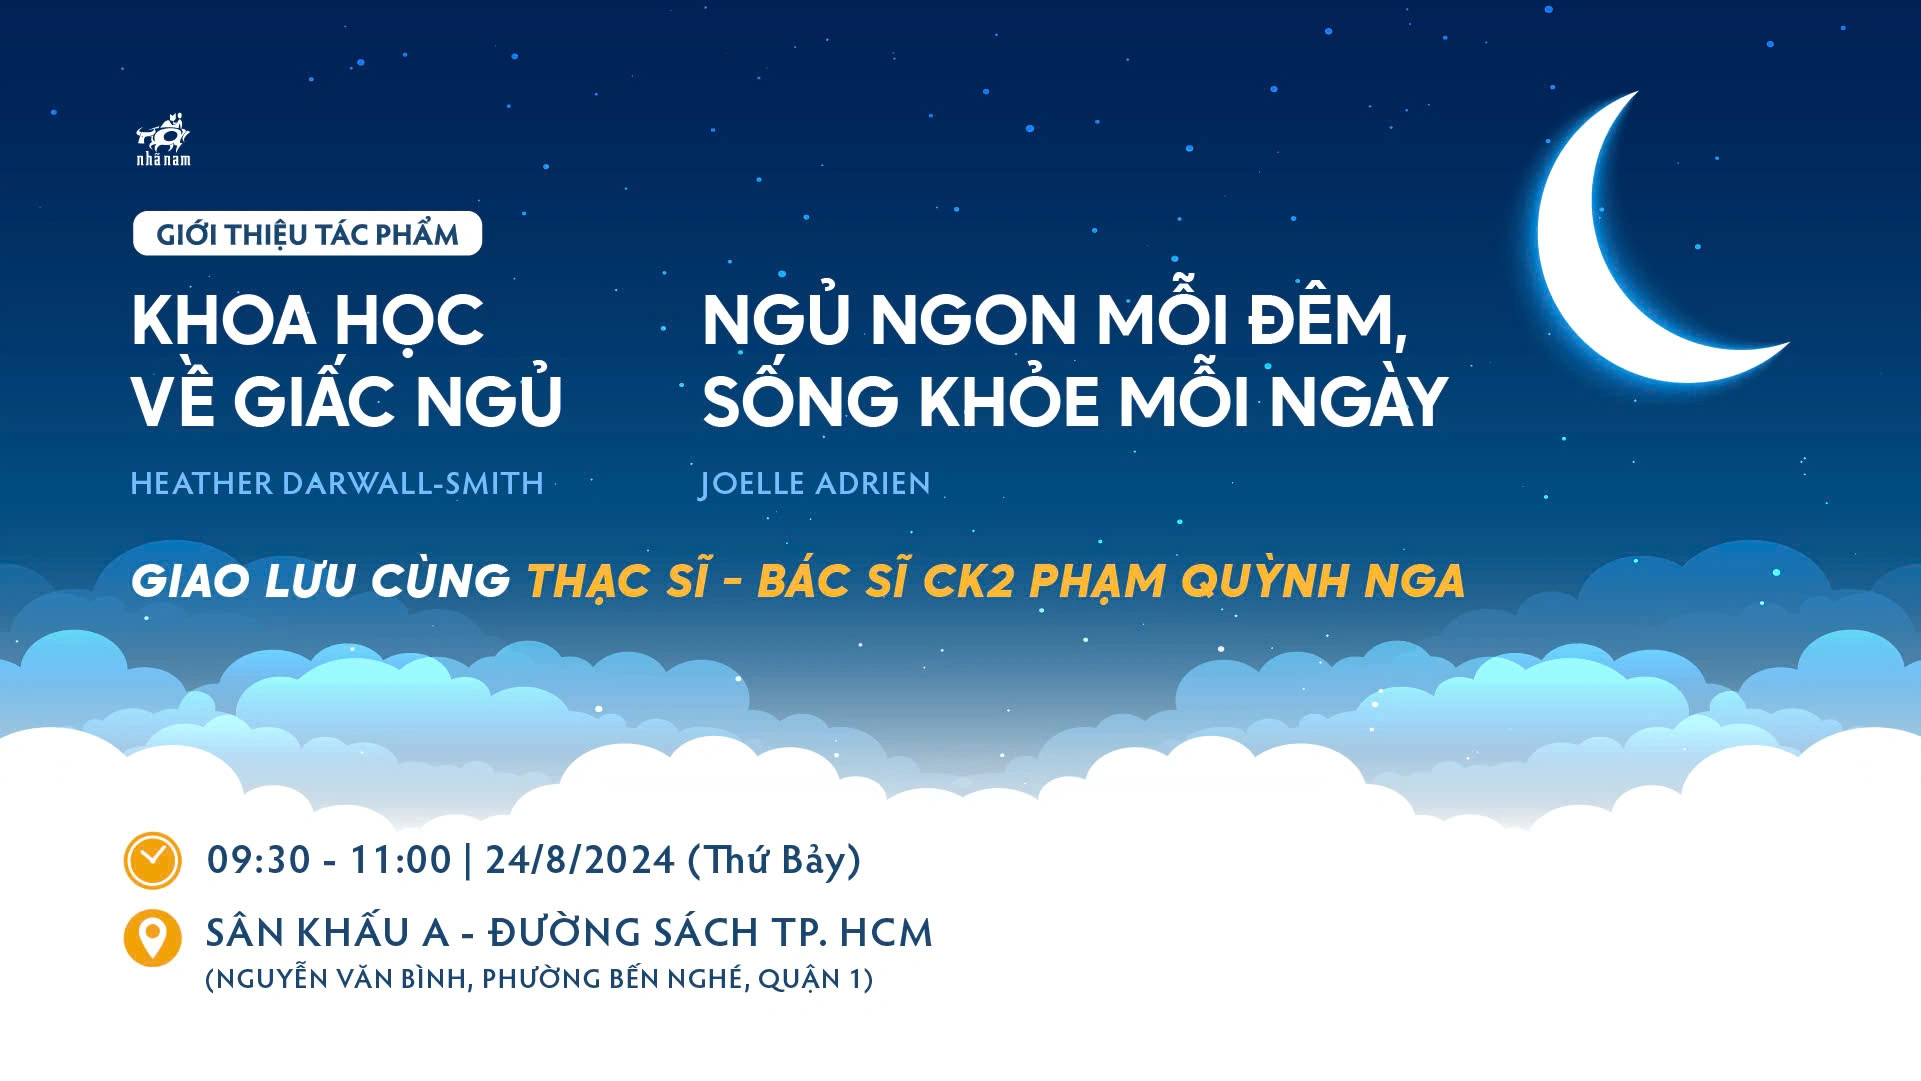 nhã nam
GIỚI THIỆU TÁC PHẨM
KHOA HỌC
VỀ GIẤC NGỦ
HEATHER DARWALL-SMITH
NGỦ NGON MỖI ĐÊM,
SỐNG KHỎE MỖI NGÀY
JOELLE ADRIEN
GIAO LƯU CÙNG THẠC SĨ - BÁC SĨ CK2 PHẠM QUỲNH NGA
09:30 - 11:00 | 24/8/2024 (Thứ Bảy)
SÂN KHẤU A - ĐƯỜNG SÁCH TP. HCM
(NGUYỄN VĂN BÌNH, PHƯỜNG BẾN NGHÉ, QUẬN 1)